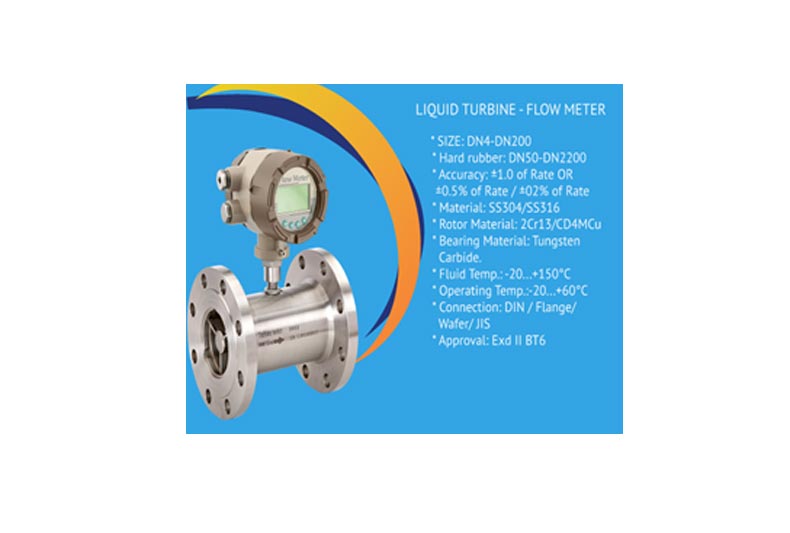 LIQUID TURBINE - FLOW METER
* SIZE: DN4-DN200
* Hard rubber: DN50-DN2200
* Accuracy: ±1.0 of Rate OR
±0.5% of Rate / ±02% of Rate
* Material: SS304/SS316
* Rotor Material: 2Cr13/CD4MCu
* Bearing Material: Tungsten
Carbide.
* Fluid Temp.: -20...+150°C
* Operating Temp.:-20...+60°C
* Connection: DIN / Flange/
Wafer/ JIS
* Approval: Exd II BT6
Flow Meter